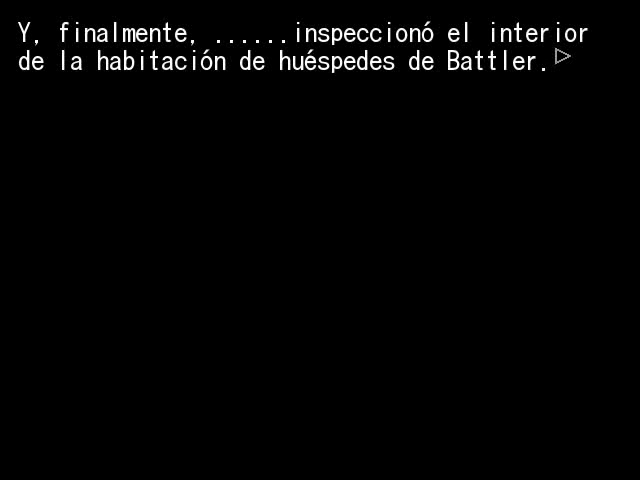 Y, finalmente, ......inspeccionó el interior
de la habitación de huéspedes de Battler.